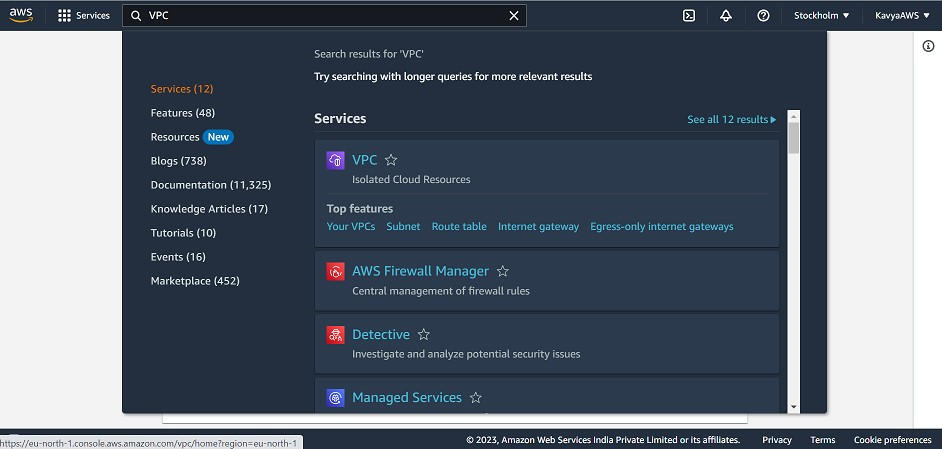 aws
Services
VPC
Stockholm
KavyaAWS
Search results for 'VPC'
Try searching with longer queries for more relevant results
Services (12)
Features (48)
Resources New
Blogs (738)
Documentation (11,325)
Knowledge Articles (17)
Tutorials (10)
Events (16)
Marketplace (452)
Services
See all 12 results
VPC
Isolated Cloud Resources
Top features
Your VPCs Subnet Route table Internet gateway Egress-only internet gateways
AWS Firewall Manager
Central management of firewall rules
Detective
Investigate and analyze potential security issues
Managed Services
https://eu-north-1.console.aws.amazon.com/vpc/home?region=eu-north-1
© 2023, Amazon Web Services India Private Limited or its affiliates. Privacy Terms Cookie preferences